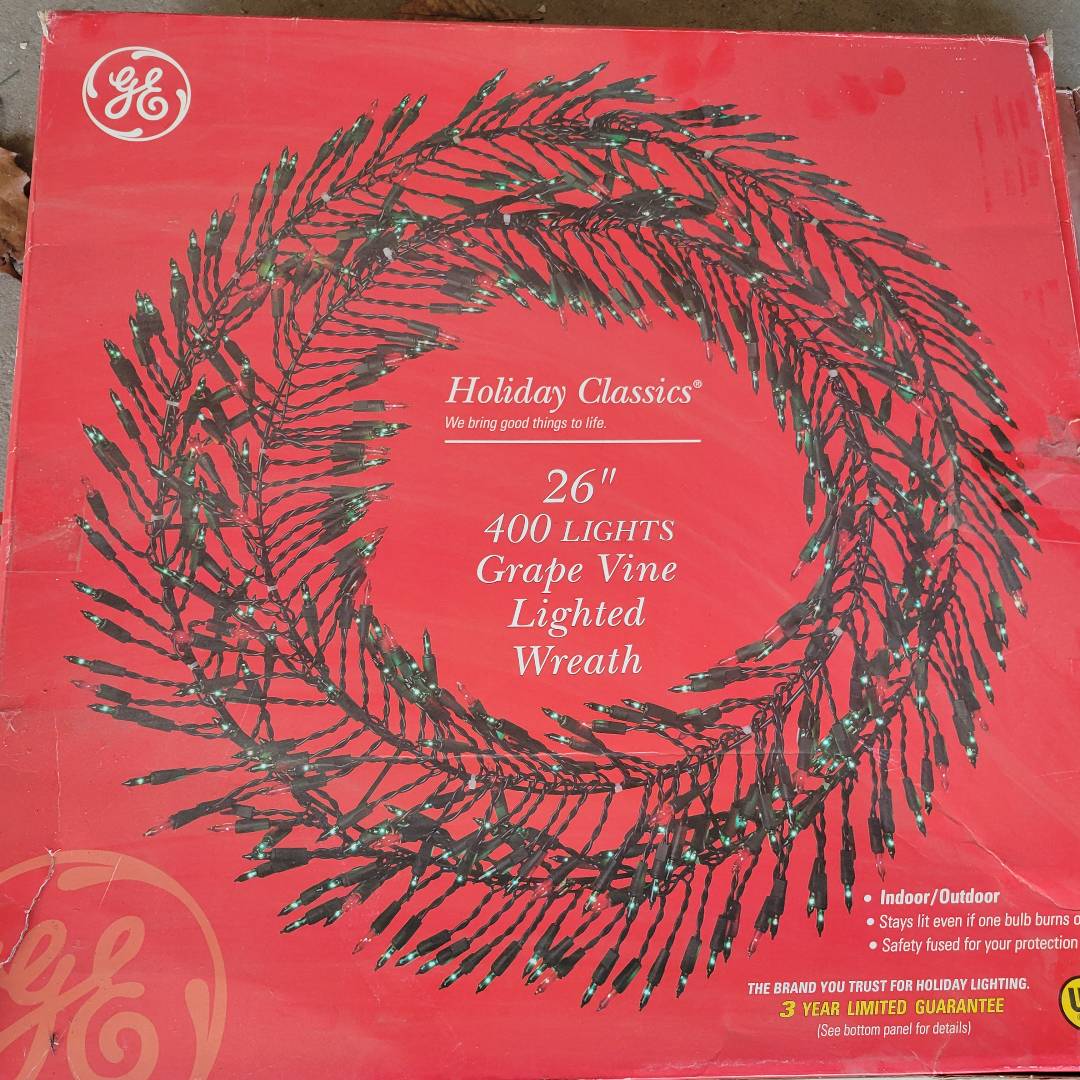 GE
Holiday Classics®
We bring good things to life.
26"
400 LIGHTS
Grape Vine
Lighted
Wreath
• Indoor/Outdoor
• Stays lit even if one bulb burns
• Safety fused for your protection
THE BRAND YOU TRUST FOR HOLIDAY LIGHTING.
3 YEAR LIMITED GUARANTEE
(See bottom panel for details)
GE